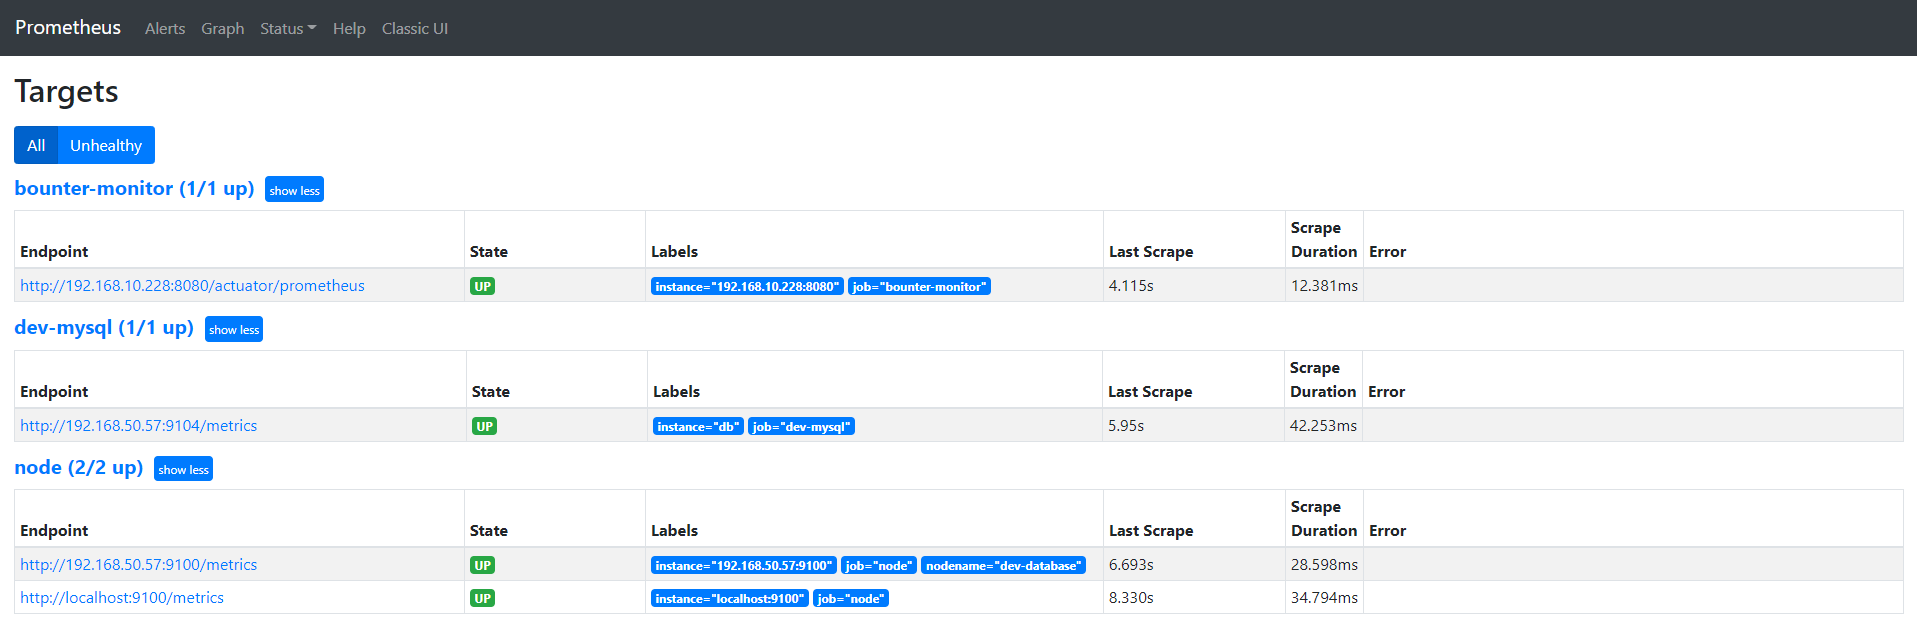 Prometheus Alerts Graph Status Help Classic UI
Targets
All Unhealthy
bounter-monitor (1/1 up) show less
Endpoint State Labels Last Scrape Scrape Duration Error
http://192.168.10.228:8080/actuator/prometheus UP instance="192.168.10.228:8080" job="bounter-monitor" 4.115s 12.381ms
dev-mysql (1/1 up) show less
Endpoint State Labels Last Scrape Scrape Duration Error
http://192.168.50.57:9104/metrics UP instance="db" job="dev-mysql" 5.95s 42.253ms
node (2/2 up) show less
Endpoint State Labels Last Scrape Scrape Duration Error
http://192.168.50.57:9100/metrics UP instance="192.168.50.57:9100" job="node" nodename="dev-database" 6.693s 28.598ms
http://localhost:9100/metrics UP instance="localhost:9100" job="node" 8.330s 34.794ms